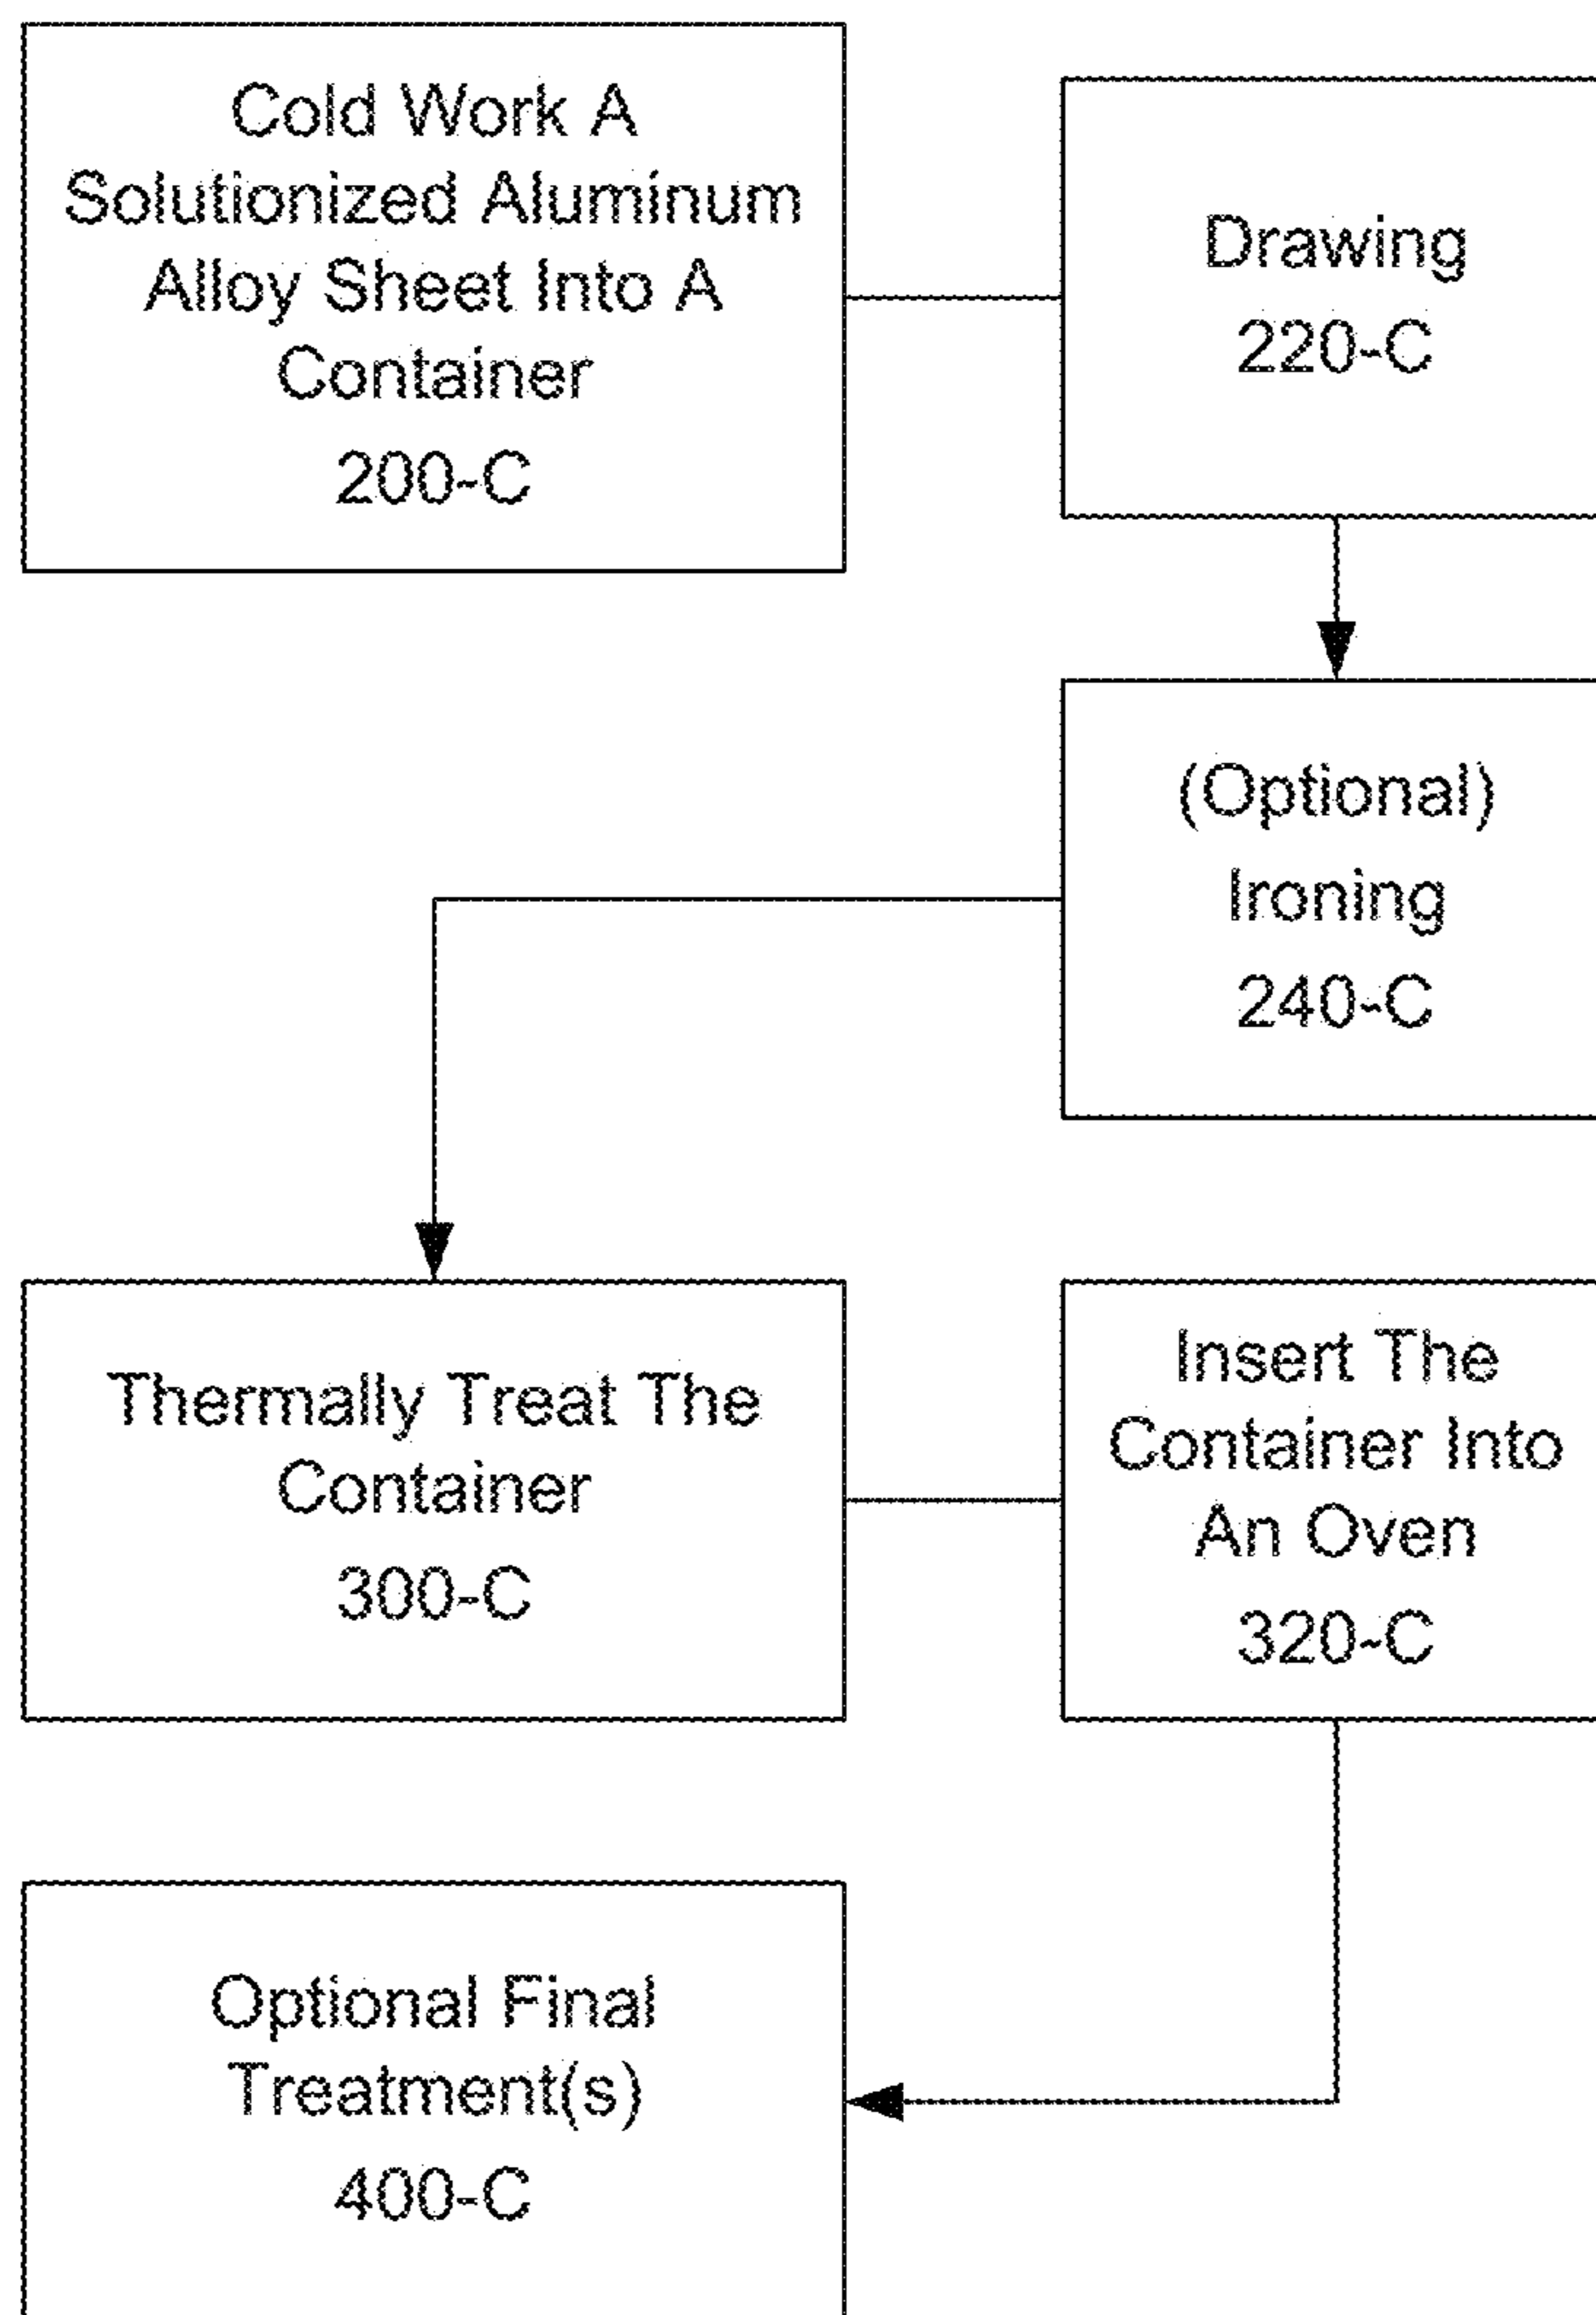 Cold Work A
Solutionized Aluminum
Alloy Sheet Into A
Container
200-C
Drawing
220-C
(Optional)
Ironing
240-C
Thermally Treat The
Container
300-C
Insert The
Container Into
An Oven
320-C
Optional Final
Treatment(s)
400-C